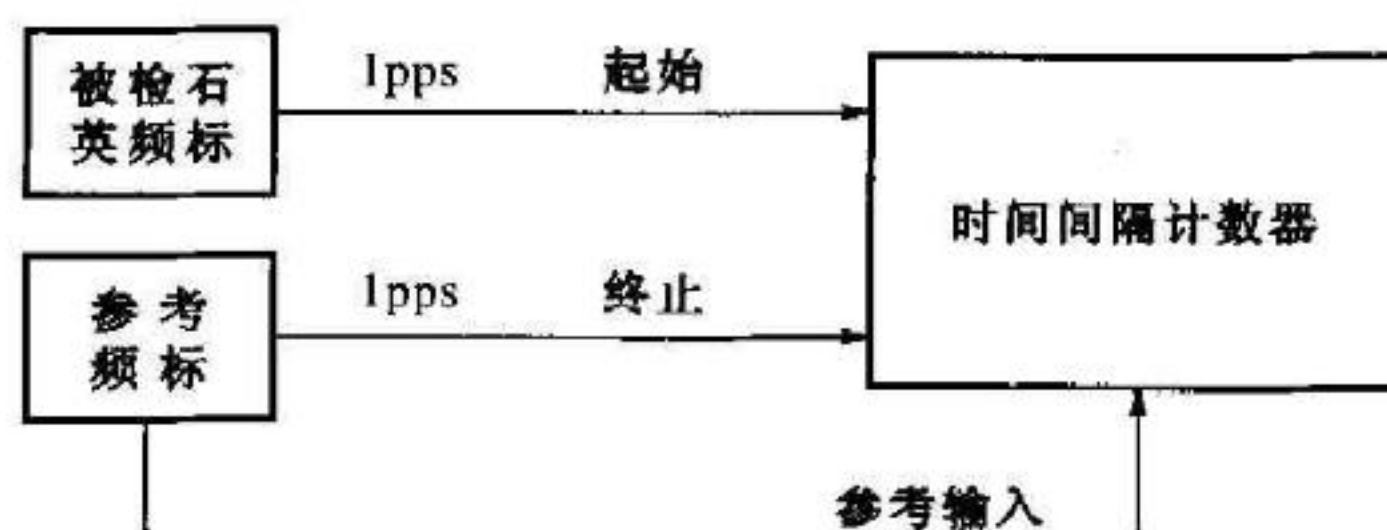 被检石
英频标
1pps
起始
时间间隔计数器
参考
频标
1pps
终止
参考输入